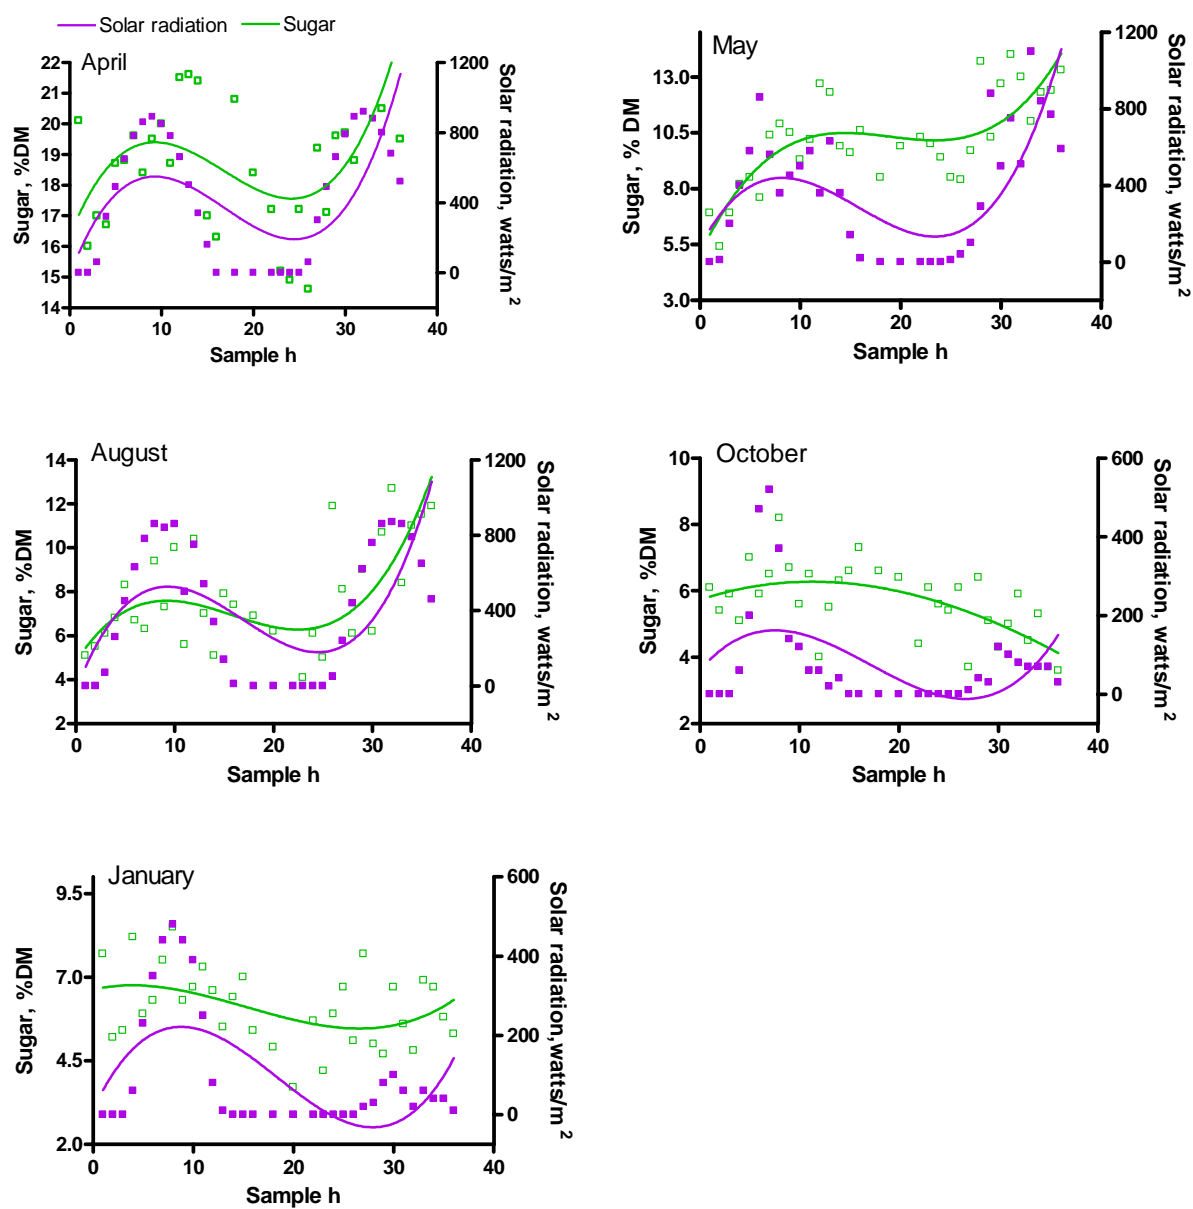 Solar radiation Sugar
April
22
21
20
19
18
17
16
15
14
Sugar, %DM
1200
800
400
0
Solar radiation, watts/m2
0 10 20 30 40
Sample h
May
13.0
10.5
8.0
5.5
3.0
Sugar, % DM
1200
800
400
0
Solar radiation, watts/m2
0 10 20 30 40
Sample h
August
14
12
10
8
6
4
2
Sugar, %DM
1200
800
400
0
Solar radiation, watts/m2
0 10 20 30 40
Sample h
October
10
8
6
4
2
Sugar, %DM
600
400
200
0
Solar radiation, watts/m2
0 10 20 30 40
Sample h
January
9.5
7.0
4.5
2.0
Sugar, %DM
600
400
200
0
Solar radiation,watts/m2
0 10 20 30 40
Sample h